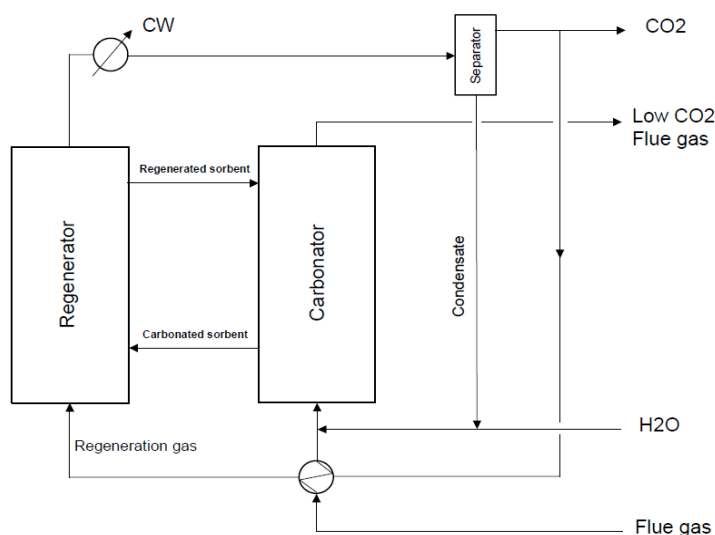 CW
CO2
Separator
Low CO2
Flue gas
Regenerated sorbent
Regenerator
Carbonator
Condensate
Carbonated sorbent
H2O
Regeneration gas
Flue gas